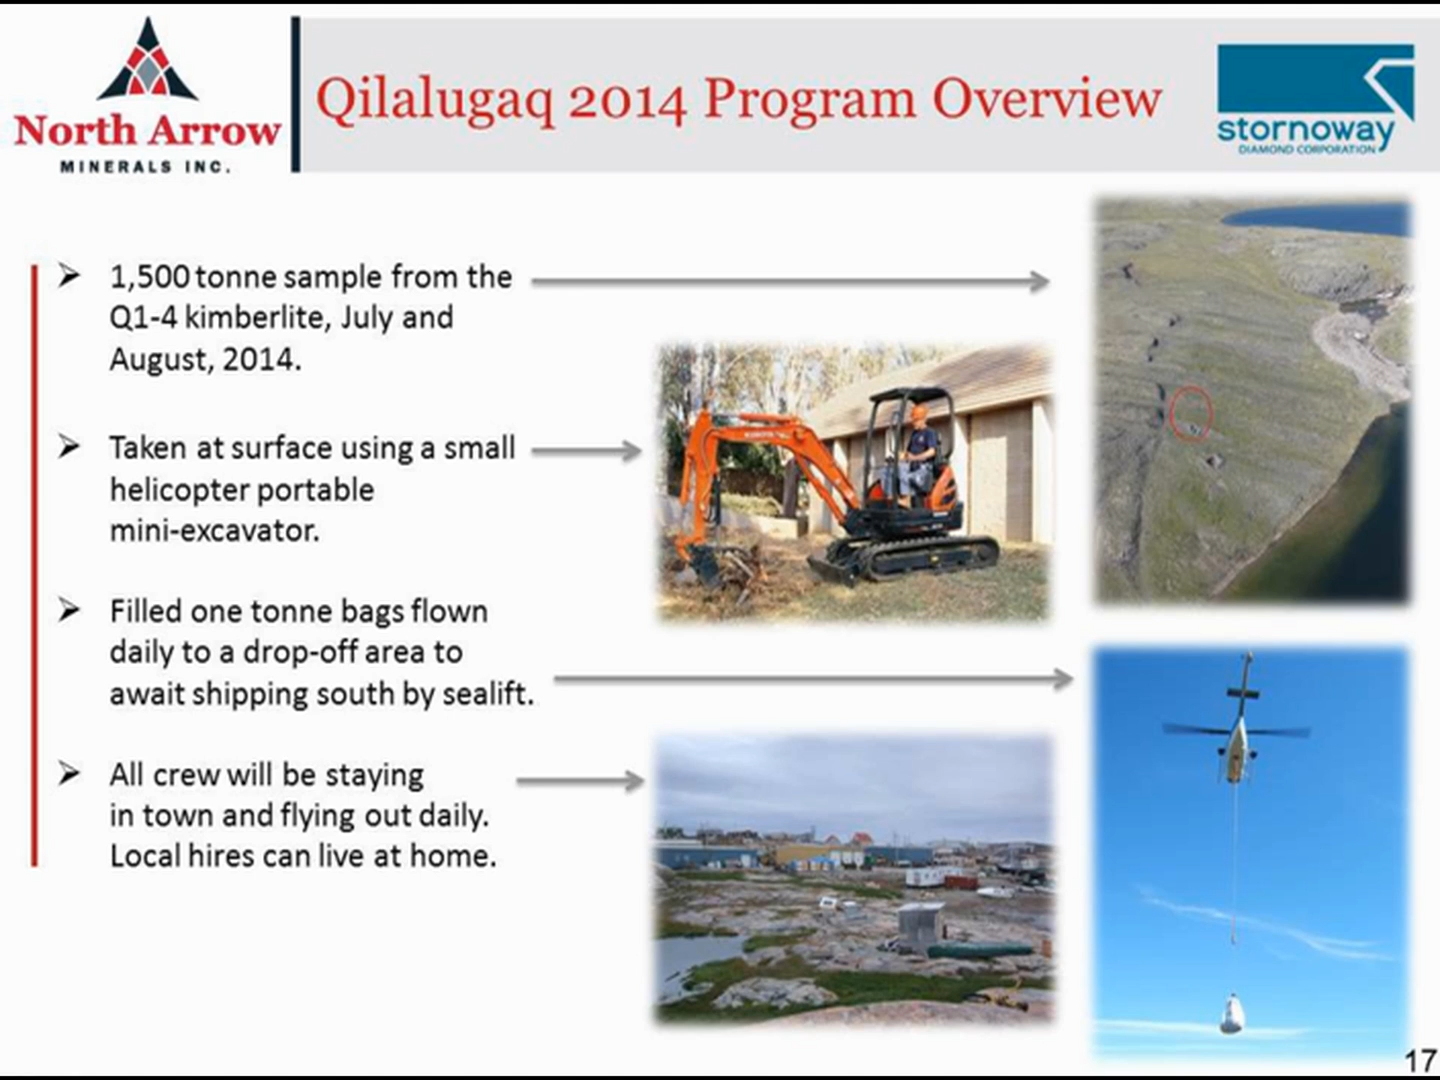 North Arrow
MINERALS INC.
Qilalugaq 2014 Program Overview
stornoway
DIAMOND CORPORATION
➢ 1,500 tonne sample from the
Q1-4 kimberlite, July and
August, 2014.
➢ Taken at surface using a small
helicopter portable
mini-excavator.
➢ Filled one tonne bags flown
daily to a drop-off area to
await shipping south by sealift.
➢ All crew will be staying
in town and flying out daily.
Local hires can live at home.
17